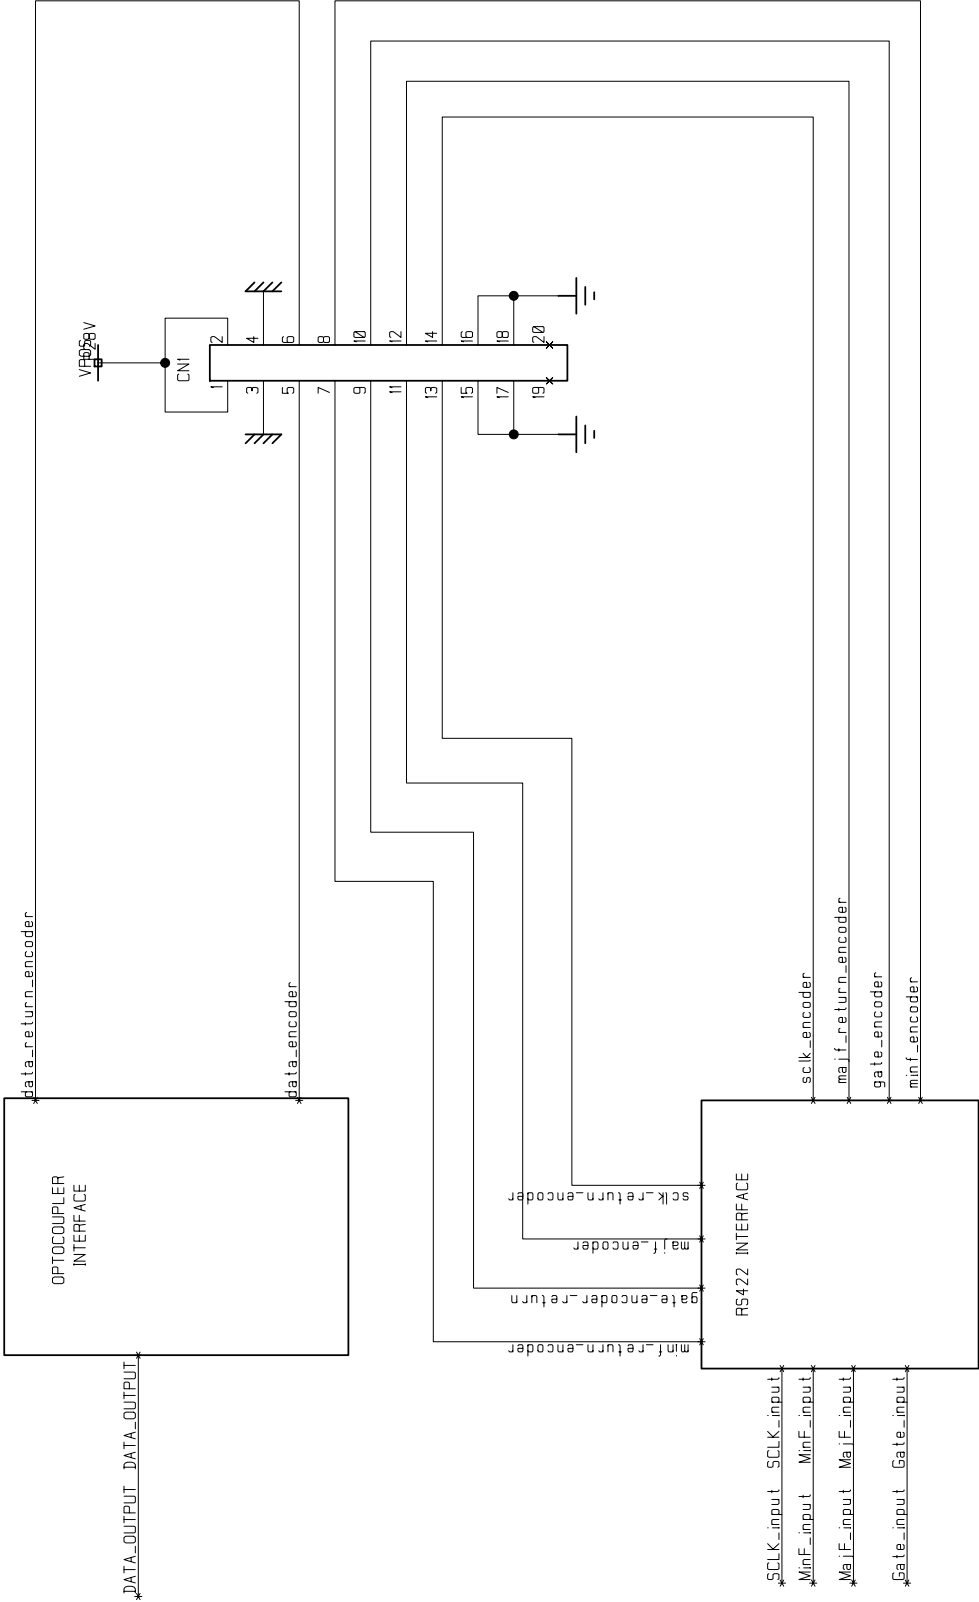 VPOS
+28V
CN1
1
2
3
4
5
6
7
8
9
10
11
12
13
14
15
16
17
18
19
20
data_return_encoder
data_encoder
OPTOCOUPLER
INTERFACE
DATA_OUTPUT
DATA_OUTPUT
sclk_encoder
majf_return_encoder
gate_encoder
minf_encoder
sclk_return_encoder
majf_encoder
gate_encoder_return
minf_return_encoder
RS422 INTERFACE
SCLK_input
SCLK_input
MinF_input
MinF_input
MajF_input
MajF_input
Gate_input
Gate_input